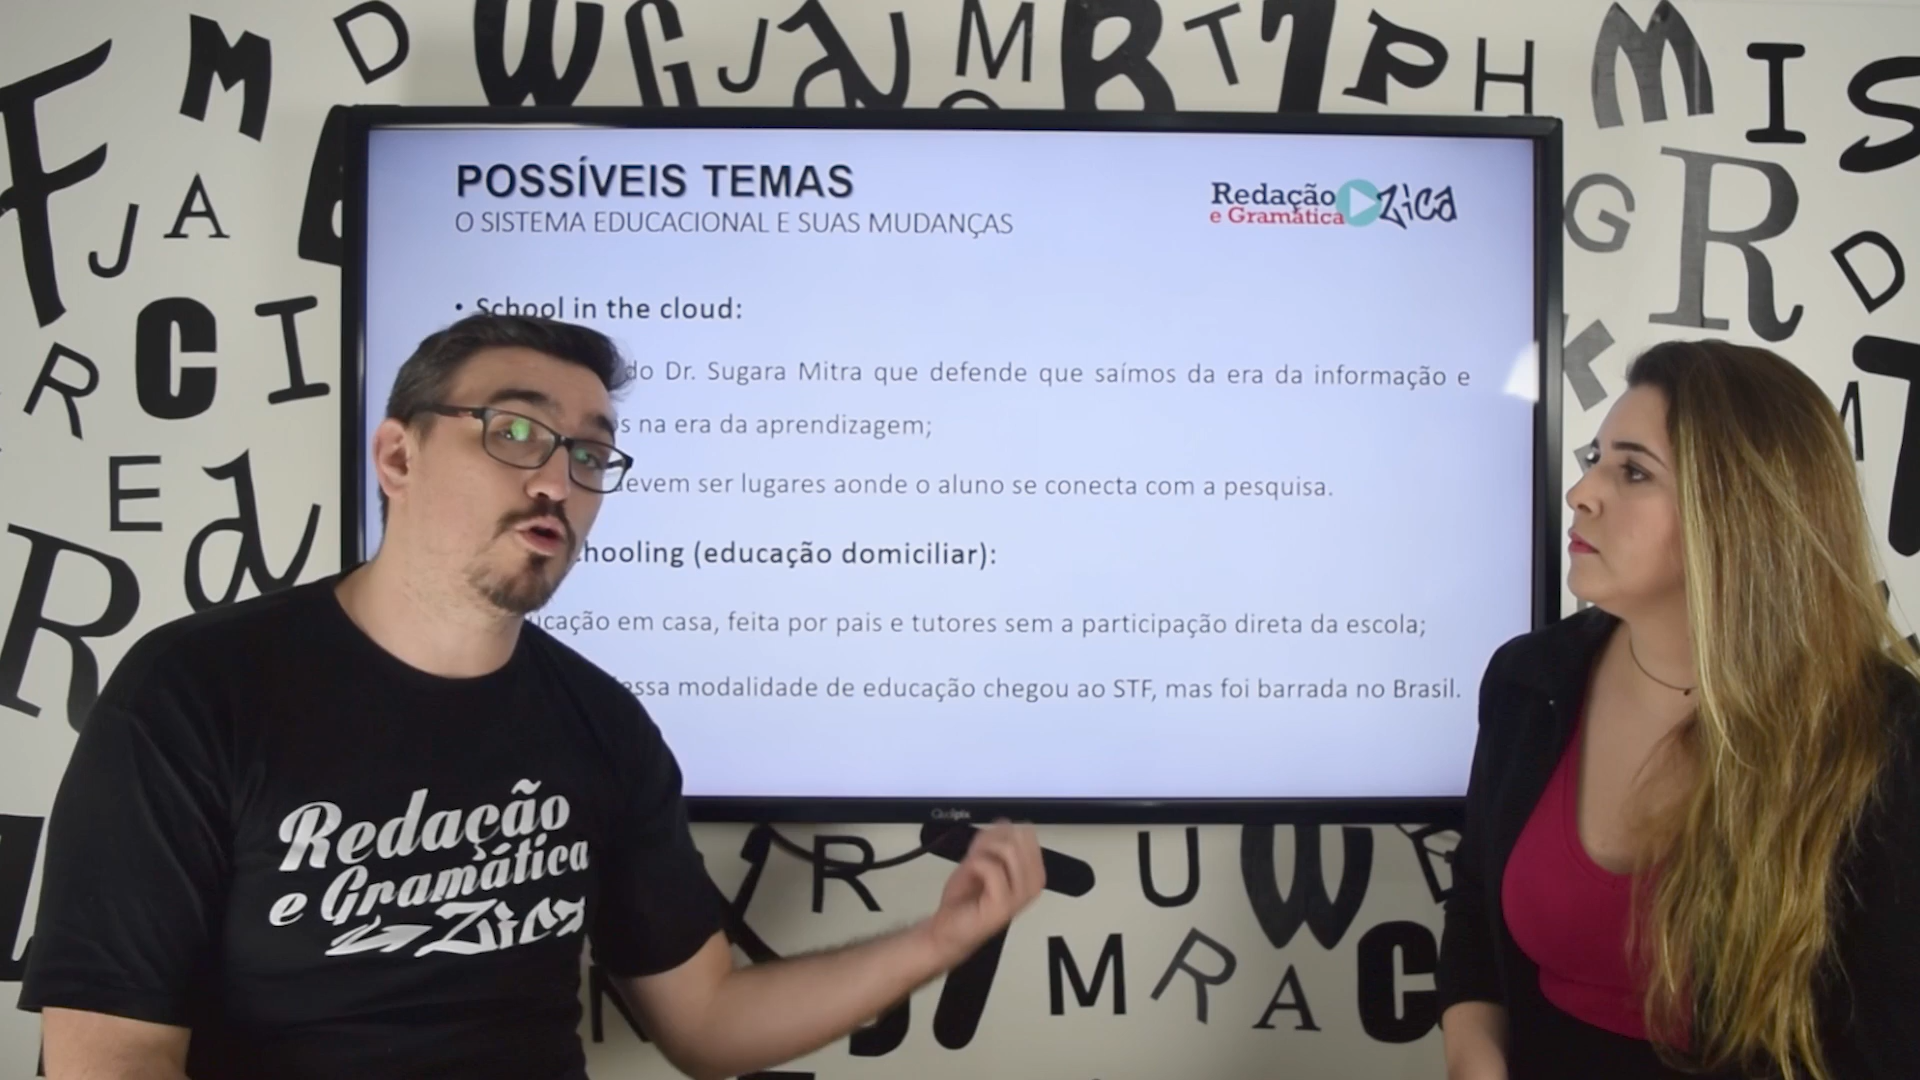 POSSÍVEIS TEMAS
O SISTEMA EDUCACIONAL E SUAS MUDANÇAS
Redação
e Gramática
Zica
• School in the cloud:
do Dr. Sugara Mitra que defende que saímos da era da informação e
na era da aprendizagem;
devem ser lugares aonde o aluno se conecta com a pesquisa.
hooling (educação domiciliar):
ucação em casa, feita por pais e tutores sem a participação direta da escola;
essa modalidade de educação chegou ao STF, mas foi barrada no Brasil.
Redação
e Gramática
Zica